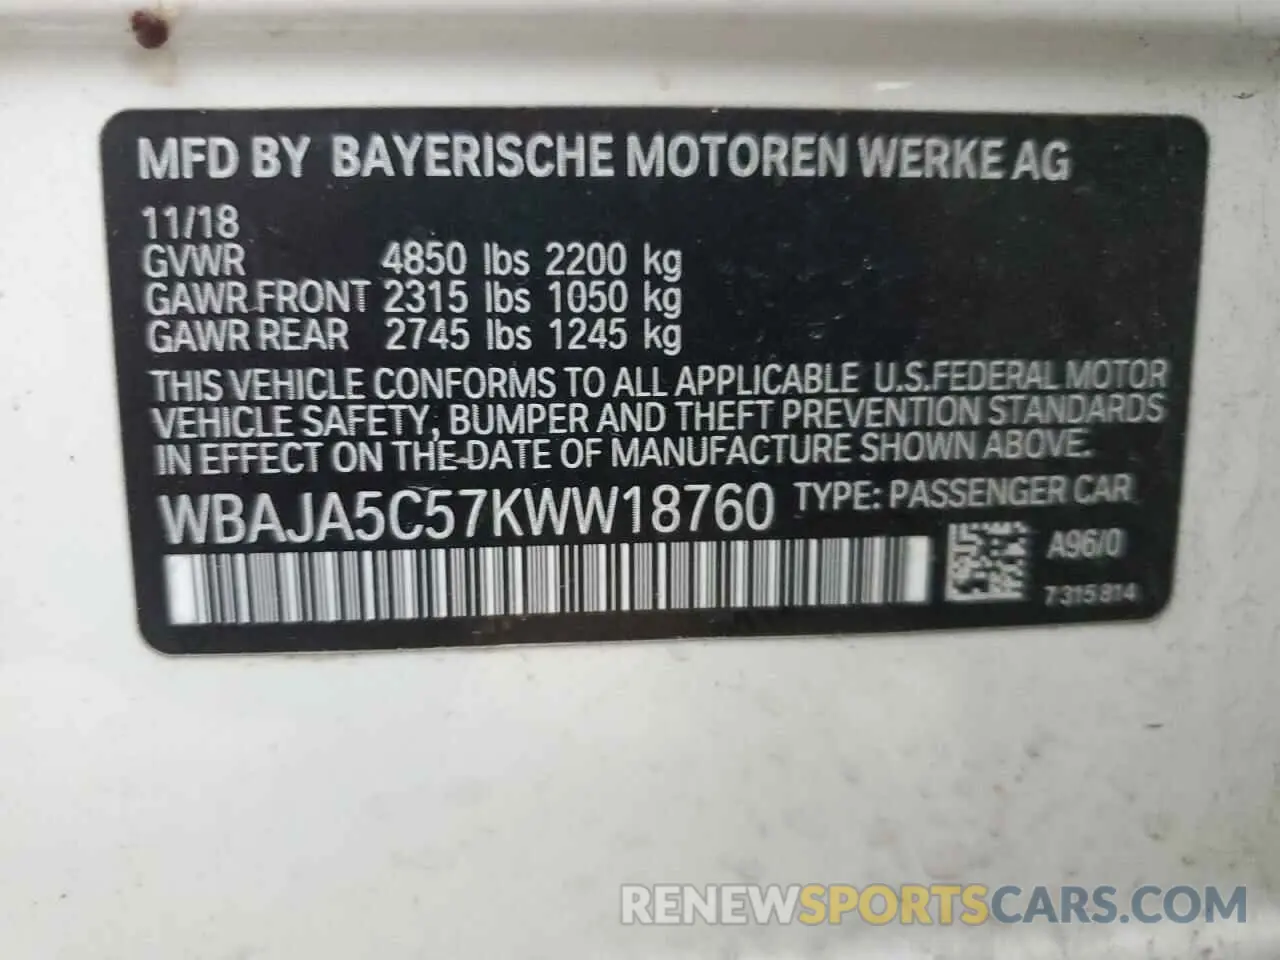 MFD BY BAYERISCHE MOTOREN WERKE AG
11/18
GVWR 4850 lbs 2200 kg
GAWR FRONT 2315 lbs 1050 kg
GAWR REAR 2745 lbs 1245 kg
THIS VEHICLE CONFORMS TO ALL APPLICABLE U.S.FEDERAL MOTOR
VEHICLE SAFETY, BUMPER AND THEFT PREVENTION STANDARDS
IN EFFECT ON THE DATE OF MANUFACTURE SHOWN ABOVE.
WBAJA5C57KWW18760 TYPE: PASSENGER CAR
A96/0
7 315 814
RENEWSPORTSCARS.COM